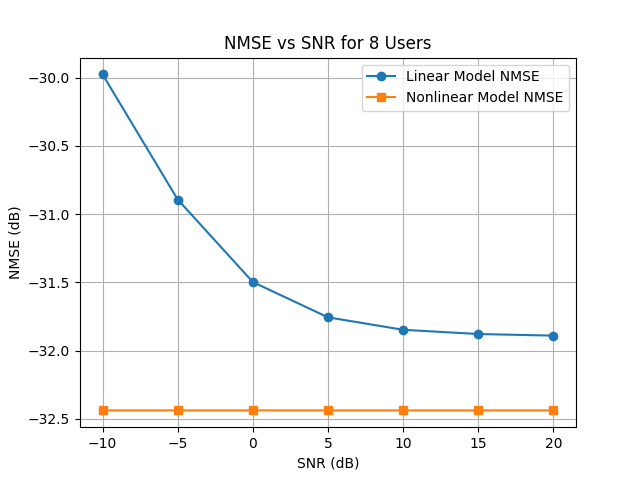 NMSE vs SNR for 8 Users
Linear Model NMSE
Nonlinear Model NMSE
NMSE (dB)
−30.0
−30.5
−31.0
−31.5
−32.0
−32.5
−10
−5
0
5
10
15
20
SNR (dB)